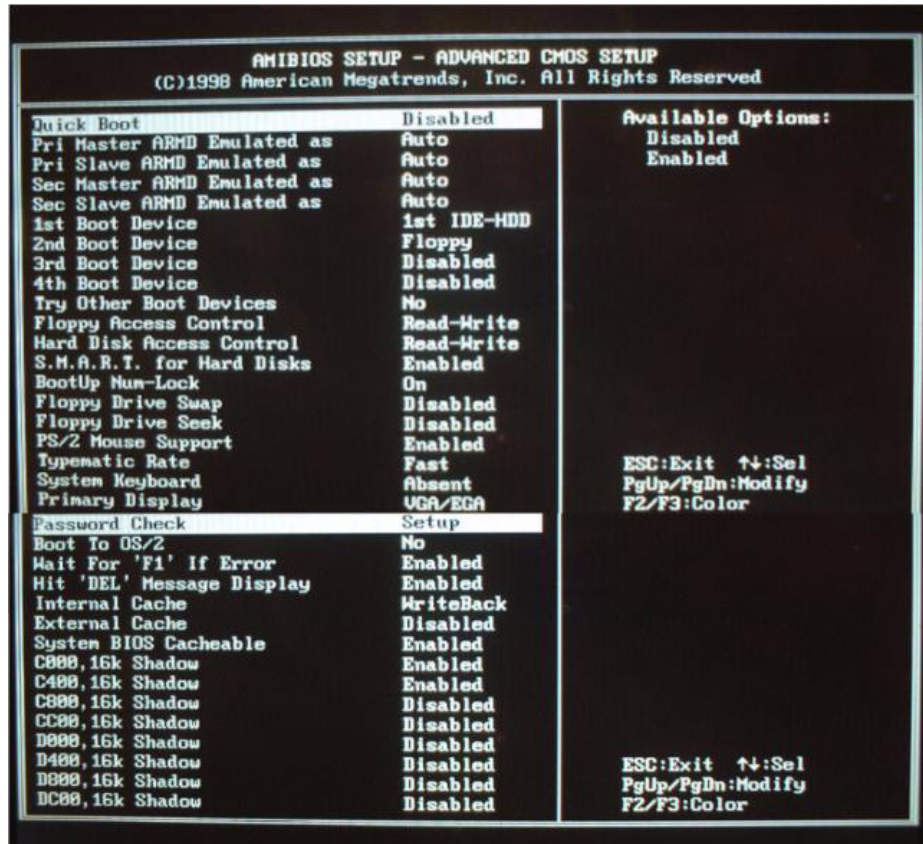 AMIBIOS SETUP - ADVANCED CMOS SETUP
(C)1998 American Megatrends, Inc. All Rights Reserved
Quick Boot Disabled
Pri Master ARMD Emulated as Auto
Pri Slave ARMD Emulated as Auto
Sec Master ARMD Emulated as Auto
Sec Slave ARMD Emulated as Auto
1st Boot Device 1st IDE-HDD
2nd Boot Device Floppy
3rd Boot Device Disabled
4th Boot Device Disabled
Try Other Boot Devices No
Floppy Access Control Read-Write
Hard Disk Access Control Read-Write
S.M.A.R.T. for Hard Disks Enabled
BootUp Num-Lock On
Floppy Drive Swap Disabled
Floppy Drive Seek Disabled
PS/2 Mouse Support Enabled
Typematic Rate Fast
System Keyboard Absent
Primary Display VGA/EGA
Available Options:
Disabled
Enabled
ESC:Exit ↑↓:Sel
PgUp/PgDn:Modify
F2/F3:Color
Password Check Setup
Boot To OS/2 No
Wait For 'F1' If Error Enabled
Hit 'DEL' Message Display Enabled
Internal Cache WriteBack
External Cache Disabled
System BIOS Cacheable Enabled
C000,16k Shadow Enabled
C400,16k Shadow Enabled
C800,16k Shadow Disabled
CC00,16k Shadow Disabled
D000,16k Shadow Disabled
D400,16k Shadow Disabled
D800,16k Shadow Disabled
DC00,16k Shadow Disabled
ESC:Exit ↑↓:Sel
PgUp/PgDn:Modify
F2/F3:Color